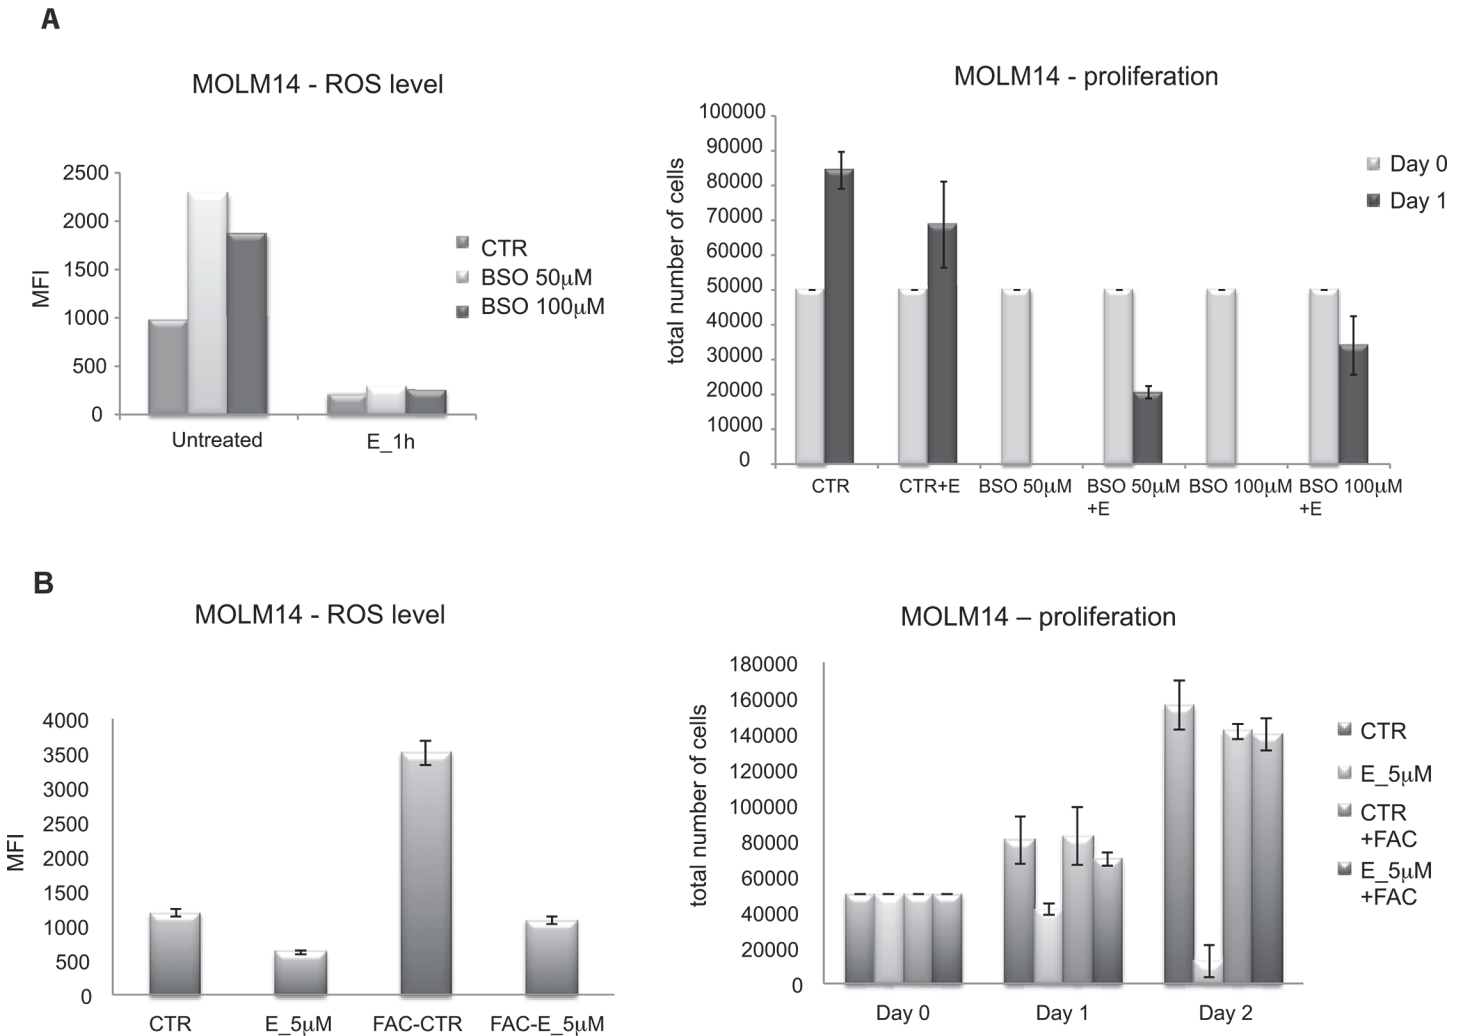 A
MOLM14 - ROS level
MFI
2500
2000
1500
1000
500
0
Untreated
E_1h
CTR
BSO 50μM
BSO 100μM
MOLM14 - proliferation
total number of cells
100000
90000
80000
70000
60000
50000
40000
30000
20000
10000
0
CTR
CTR+E
BSO 50μM
BSO 50μM
+E
BSO 100μM
BSO 100μM
+E
Day 0
Day 1
B
MOLM14 - ROS level
MFI
4000
3500
3000
2500
2000
1500
1000
500
0
CTR
E_5μM
FAC-CTR
FAC-E_5μM
MOLM14 – proliferation
total number of cells
180000
160000
140000
120000
100000
80000
60000
40000
20000
0
Day 0
Day 1
Day 2
CTR
E_5μM
CTR
+FAC
E_5μM
+FAC